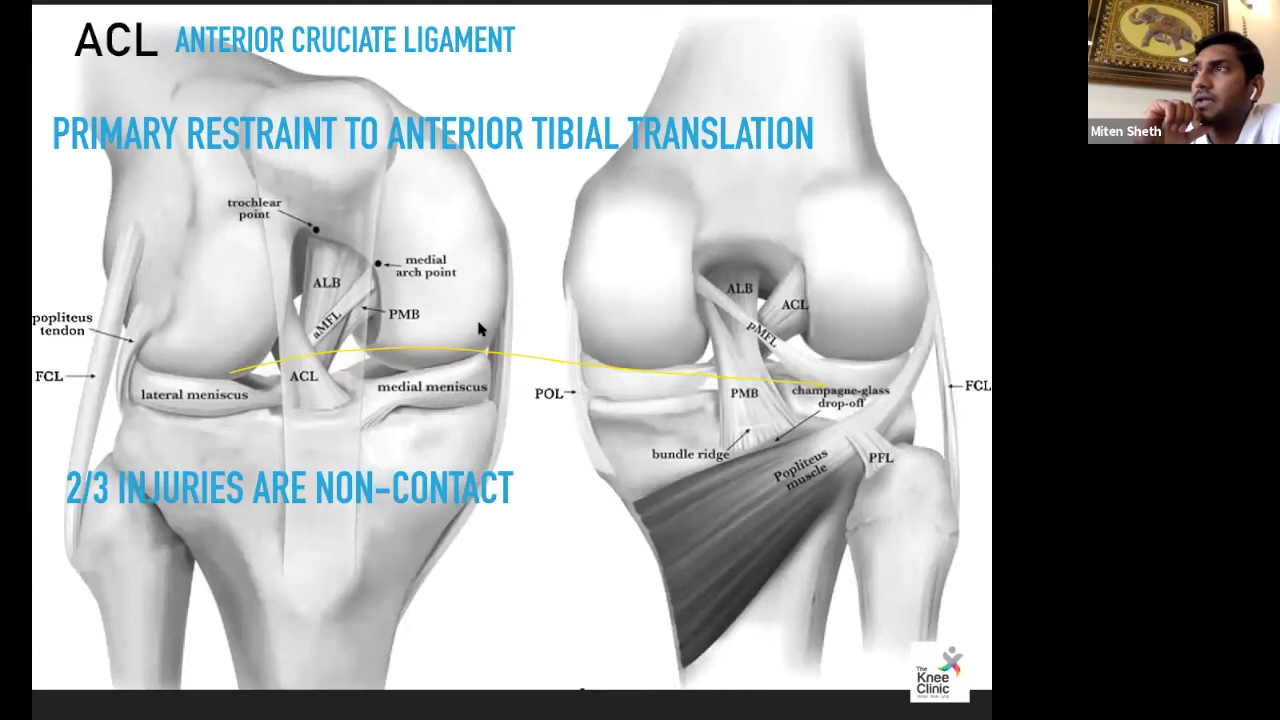 ACL ANTERIOR CRUCIATE LIGAMENT
Miten Sheth
PRIMARY RESTRAINT TO ANTERIOR TIBIAL TRANSLATION
trochlear
point
medial
arch point
ALB
aMFL
PMB
popliteus
tendon
FCL
ACL
lateral meniscus
medial meniscus
ALB
ACL
pMFL
POL
PMB
champagne-glass
drop-off
FCL
bundle ridge
Popliteus
muscle
PFL
2/3 INJURIES ARE NON-CONTACT
The
Knee
Clinic